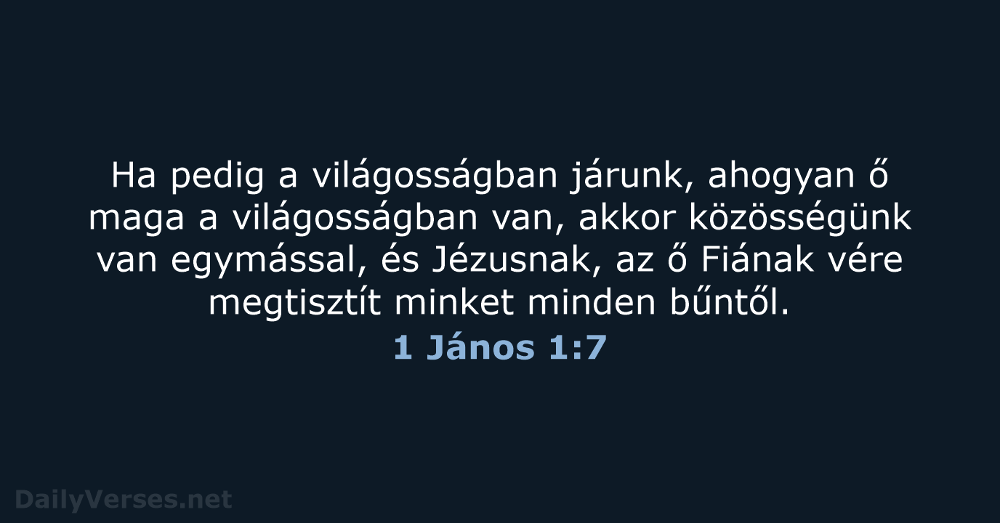 Ha pedig a világosságban járunk, ahogyan ő
maga a világosságban van, akkor közösségünk
van egymással, és Jézusnak, az ő Fiának vére
megtisztít minket minden bűntől.
1 János 1:7
DailyVerses.net